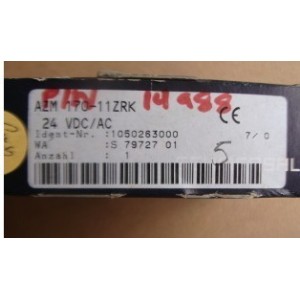 P/N 14988
AZM 170-11ZRK
24 VDC/AC
CE
Ident-Nr. :1050263000 7/0
WA :S 79727 01
Anzahl : 1
5